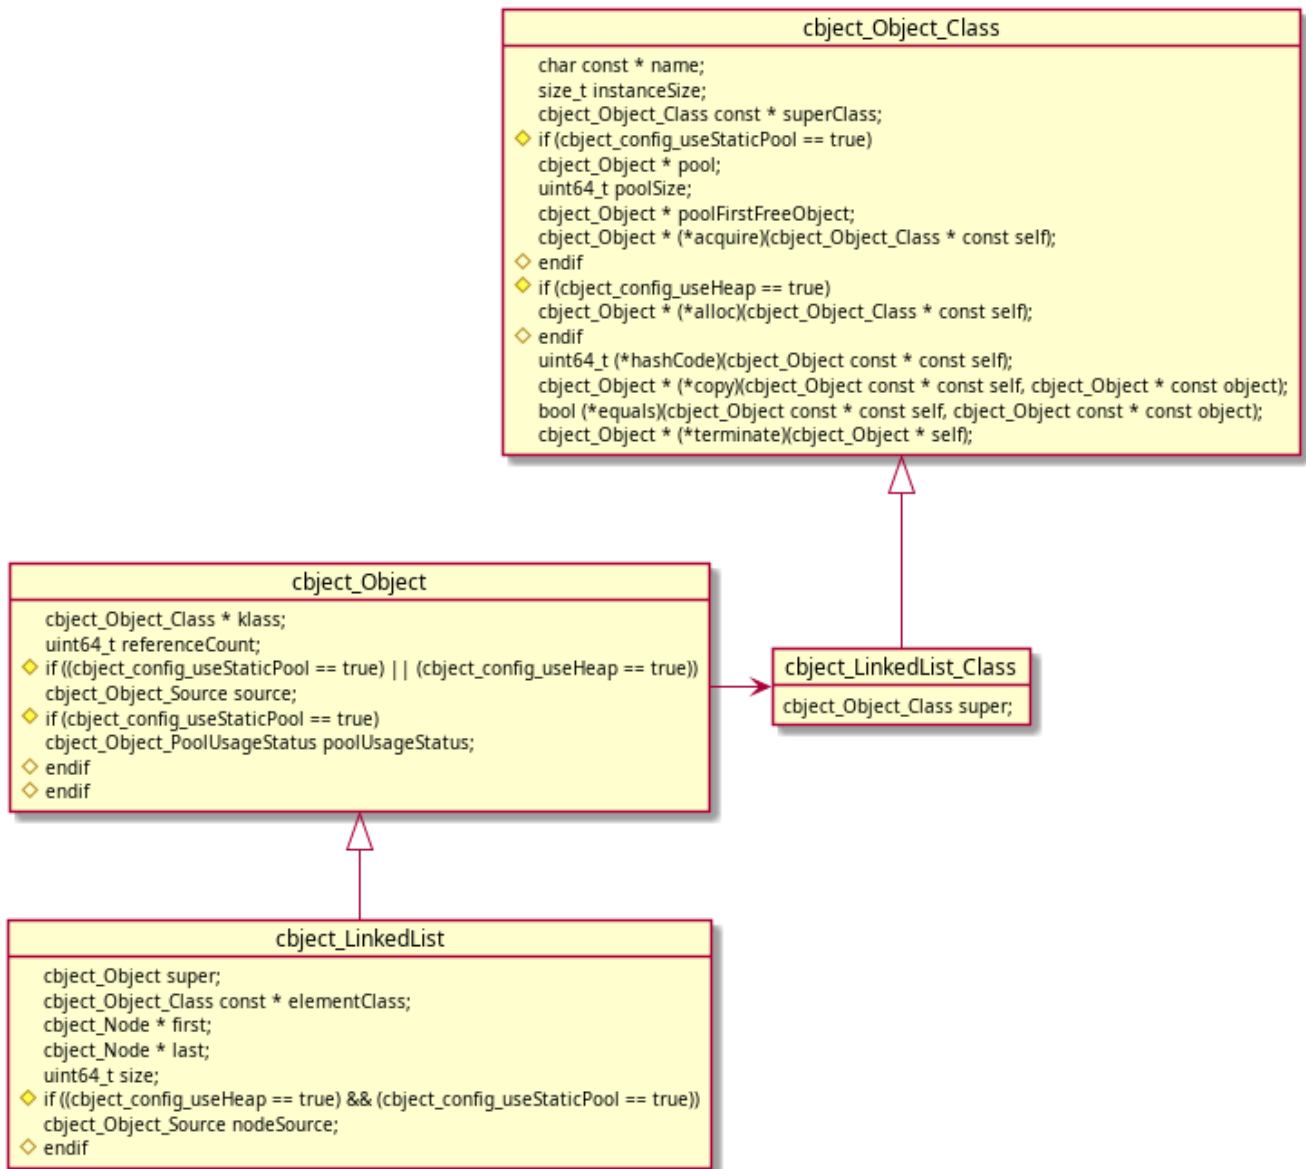 cbject_Object_Class
char const * name;
size_t instanceSize;
cbject_Object_Class const * superClass;
if (cbject_config_useStaticPool == true)
cbject_Object * pool;
uint64_t poolSize;
cbject_Object * poolFirstFreeObject;
cbject_Object * (*acquire)(cbject_Object_Class * const self);
endif
if (cbject_config_useHeap == true)
cbject_Object * (*alloc)(cbject_Object_Class * const self);
endif
uint64_t (*hashCode)(cbject_Object const * const self);
cbject_Object * (*copy)(cbject_Object const * const self, cbject_Object * const object);
bool (*equals)(cbject_Object const * const self, cbject_Object const * const object);
cbject_Object * (*terminate)(cbject_Object * self);
cbject_Object
cbject_Object_Class * klass;
uint64_t referenceCount;
if ((cbject_config_useStaticPool == true) || (cbject_config_useHeap == true))
cbject_Object_Source source;
if (cbject_config_useStaticPool == true)
cbject_Object_PoolUsageStatus poolUsageStatus;
endif
endif
cbject_LinkedList_Class
cbject_Object_Class super;
cbject_LinkedList
cbject_Object super;
cbject_Object_Class const * elementClass;
cbject_Node * first;
cbject_Node * last;
uint64_t size;
if ((cbject_config_useHeap == true) && (cbject_config_useStaticPool == true))
cbject_Object_Source nodeSource;
endif